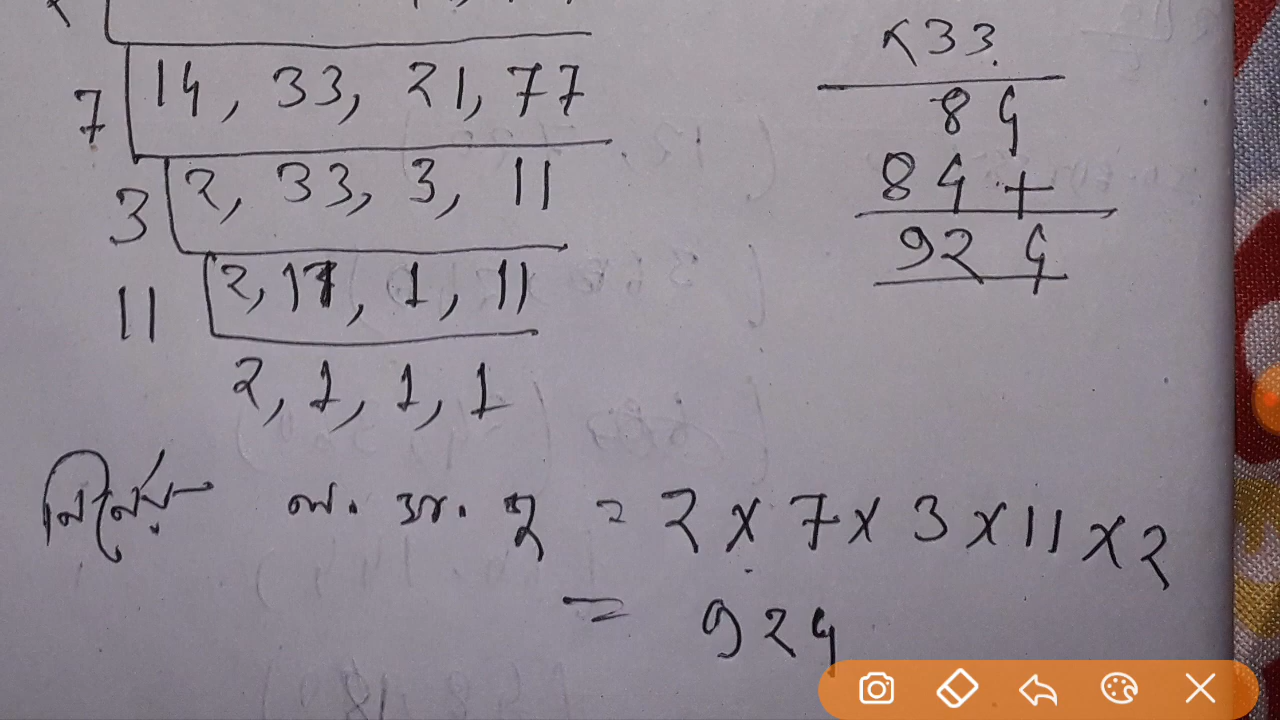 7 | 14, 33, 21, 77
3 | 2, 33, 3, 11
11 | 2, 11, 1, 11
2, 1, 1, 1
×33.
84
84+
924
নির্ণেয় ল. সা. গু = 2 × 7 × 3 × 11 × 2
= 924